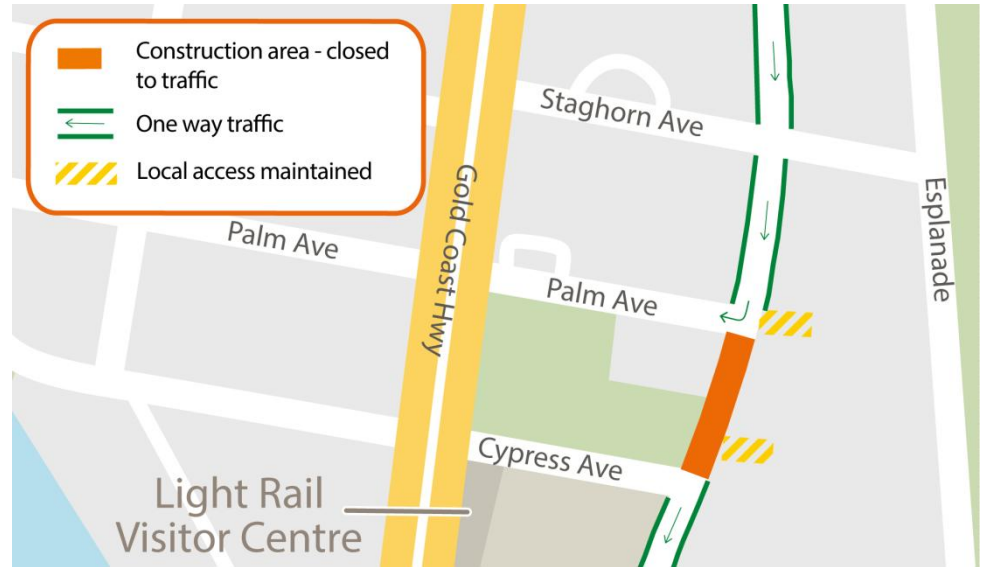 Construction area - closed
to traffic
One way traffic
Local access maintained
Staghorn Ave
Esplanade
Gold Coast Hwy
Palm Ave
Palm Ave
Cypress Ave
Light Rail
Visitor Centre